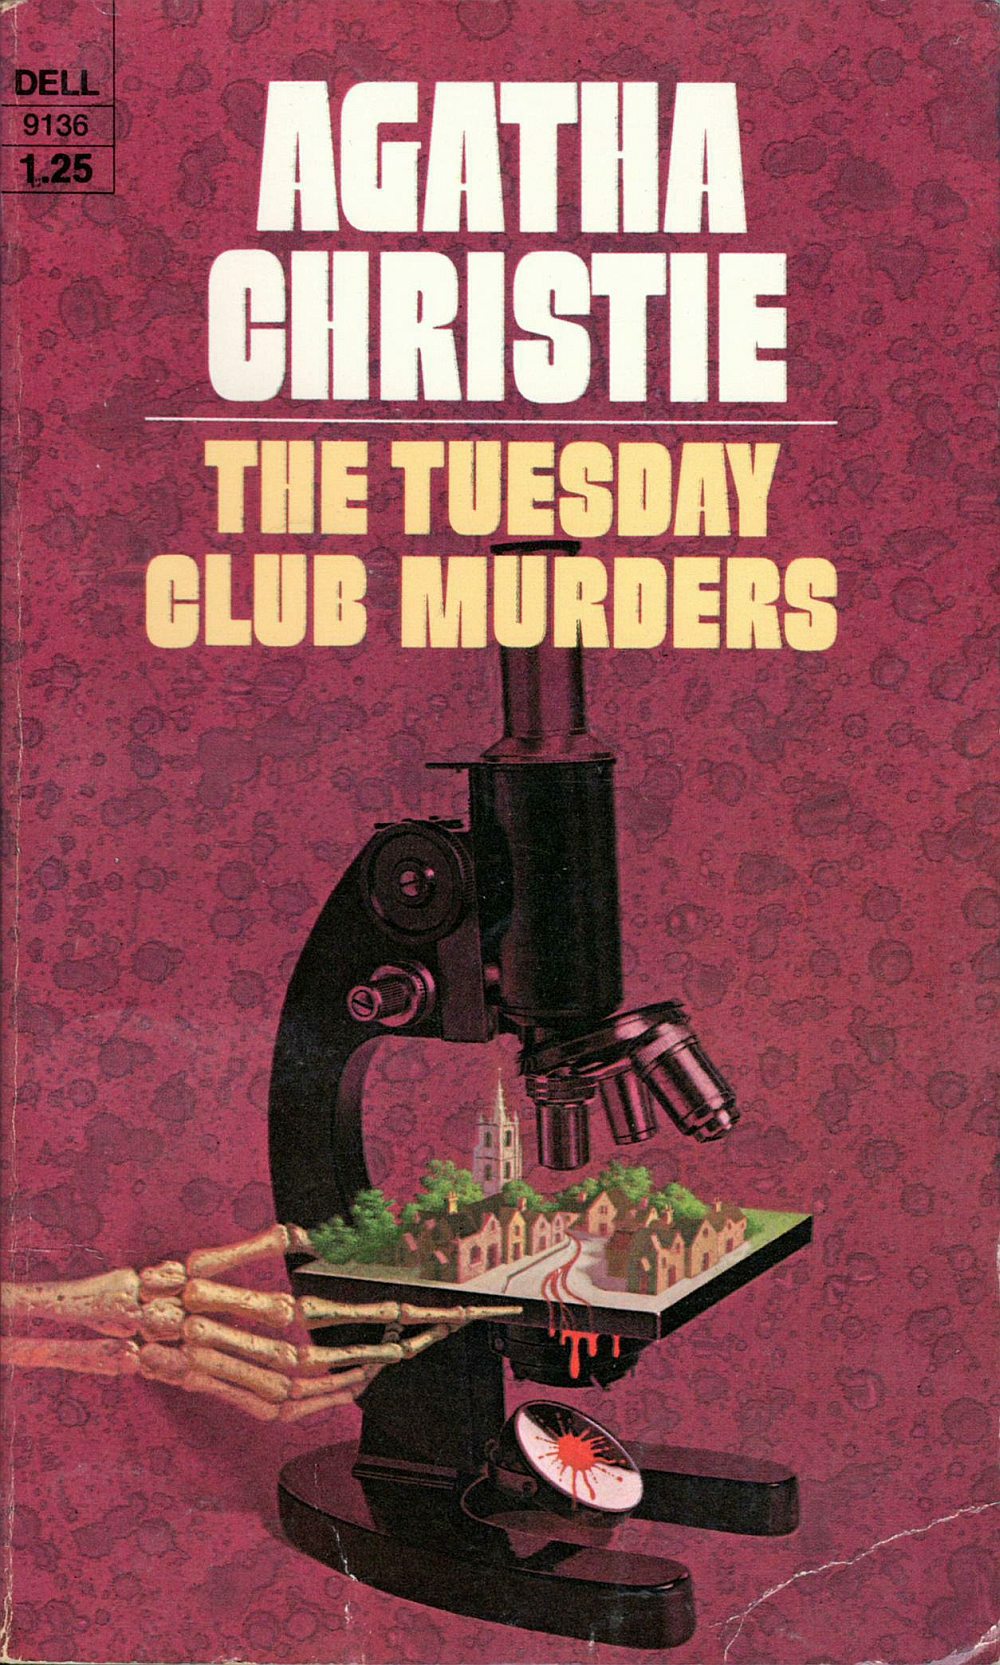 DELL
9136
1.25
AGATHA
CHRISTIE
THE TUESDAY
CLUB MURDERS